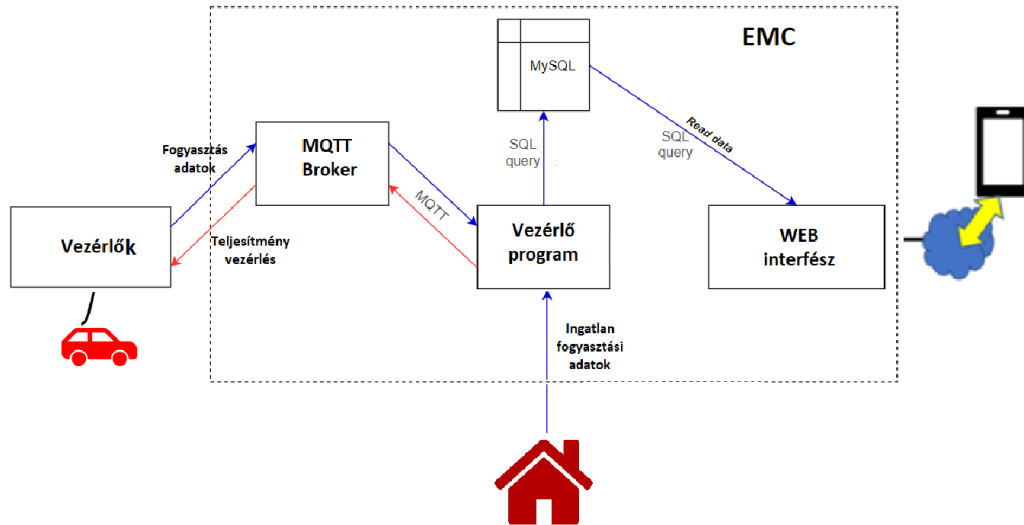 EMC
MySQL
Read data
SQL
query
SQL
query
Fogyasztás
adatok
MQTT
Broker
MQTT
Vezérlők
Teljesítmény
vezérlés
Vezérlő
program
WEB
interfész
Ingatlan
fogyasztási
adatok